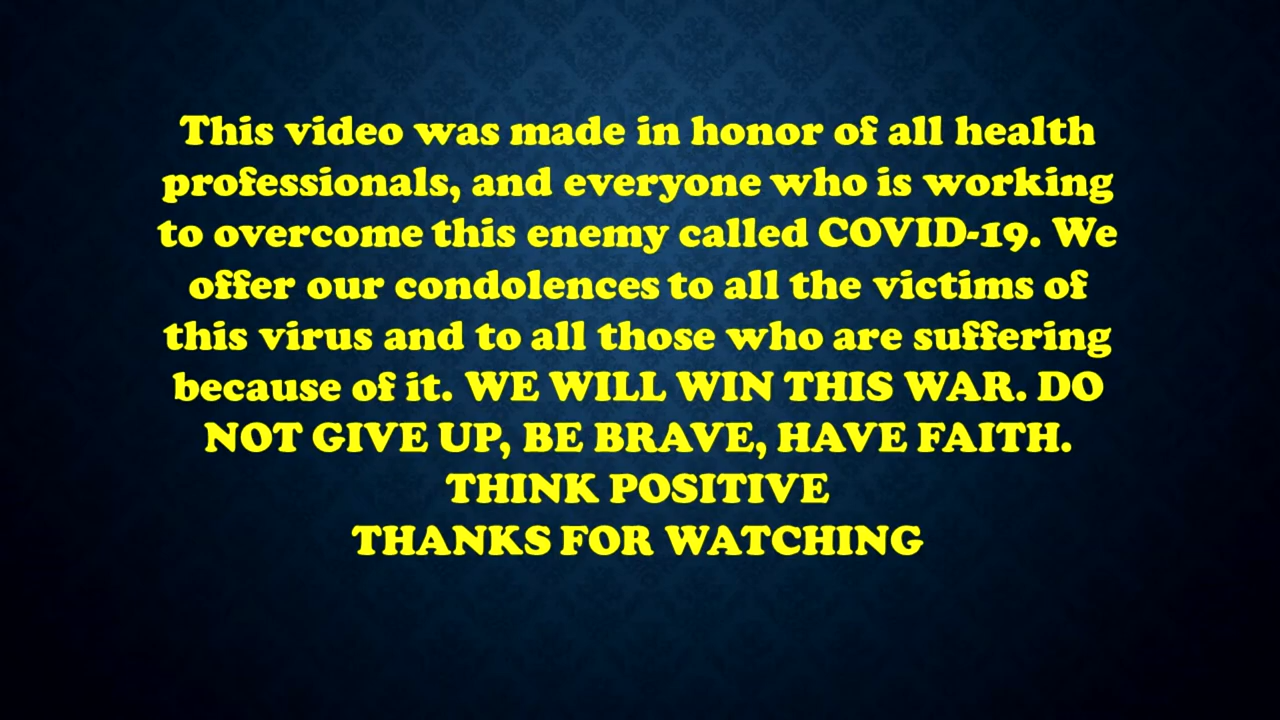 This video was made in honor of all health
professionals, and everyone who is working
to overcome this enemy called COVID-19. We
offer our condolences to all the victims of
this virus and to all those who are suffering
because of it. WE WILL WIN THIS WAR. DO
NOT GIVE UP, BE BRAVE, HAVE FAITH.
THINK POSITIVE
THANKS FOR WATCHING